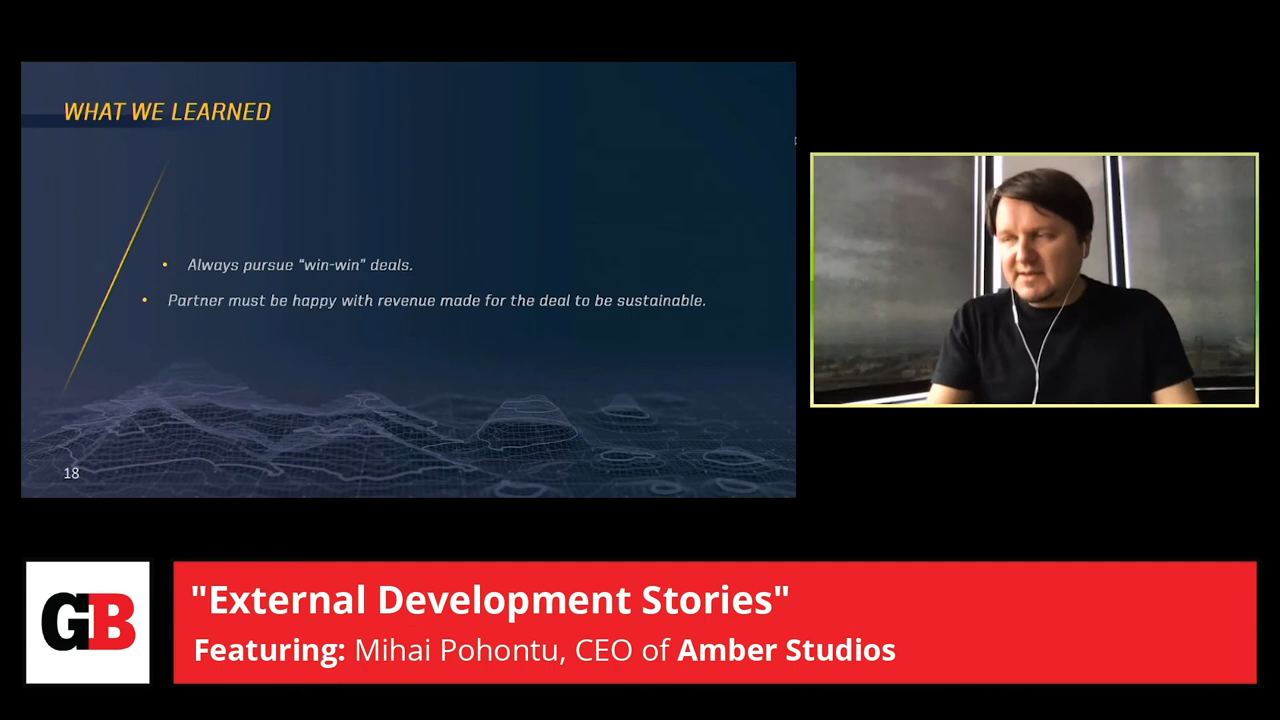 WHAT WE LEARNED
• Always pursue “win-win” deals.
• Partner must be happy with revenue made for the deal to be sustainable.
18
GB
"External Development Stories"
Featuring: Mihai Pohontu, CEO of Amber Studios